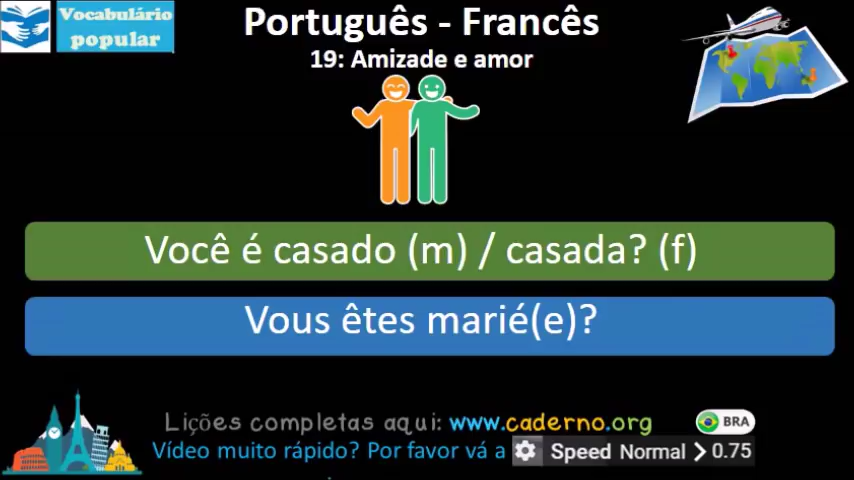 Vocabulário
popular
Português - Francês
19: Amizade e amor
Você é casado (m) / casada? (f)
Vous êtes marié(e)?
Lições completas aqui: www.caderno.org
BRA
Vídeo muito rápido? Por favor vá a Speed Normal > 0.75